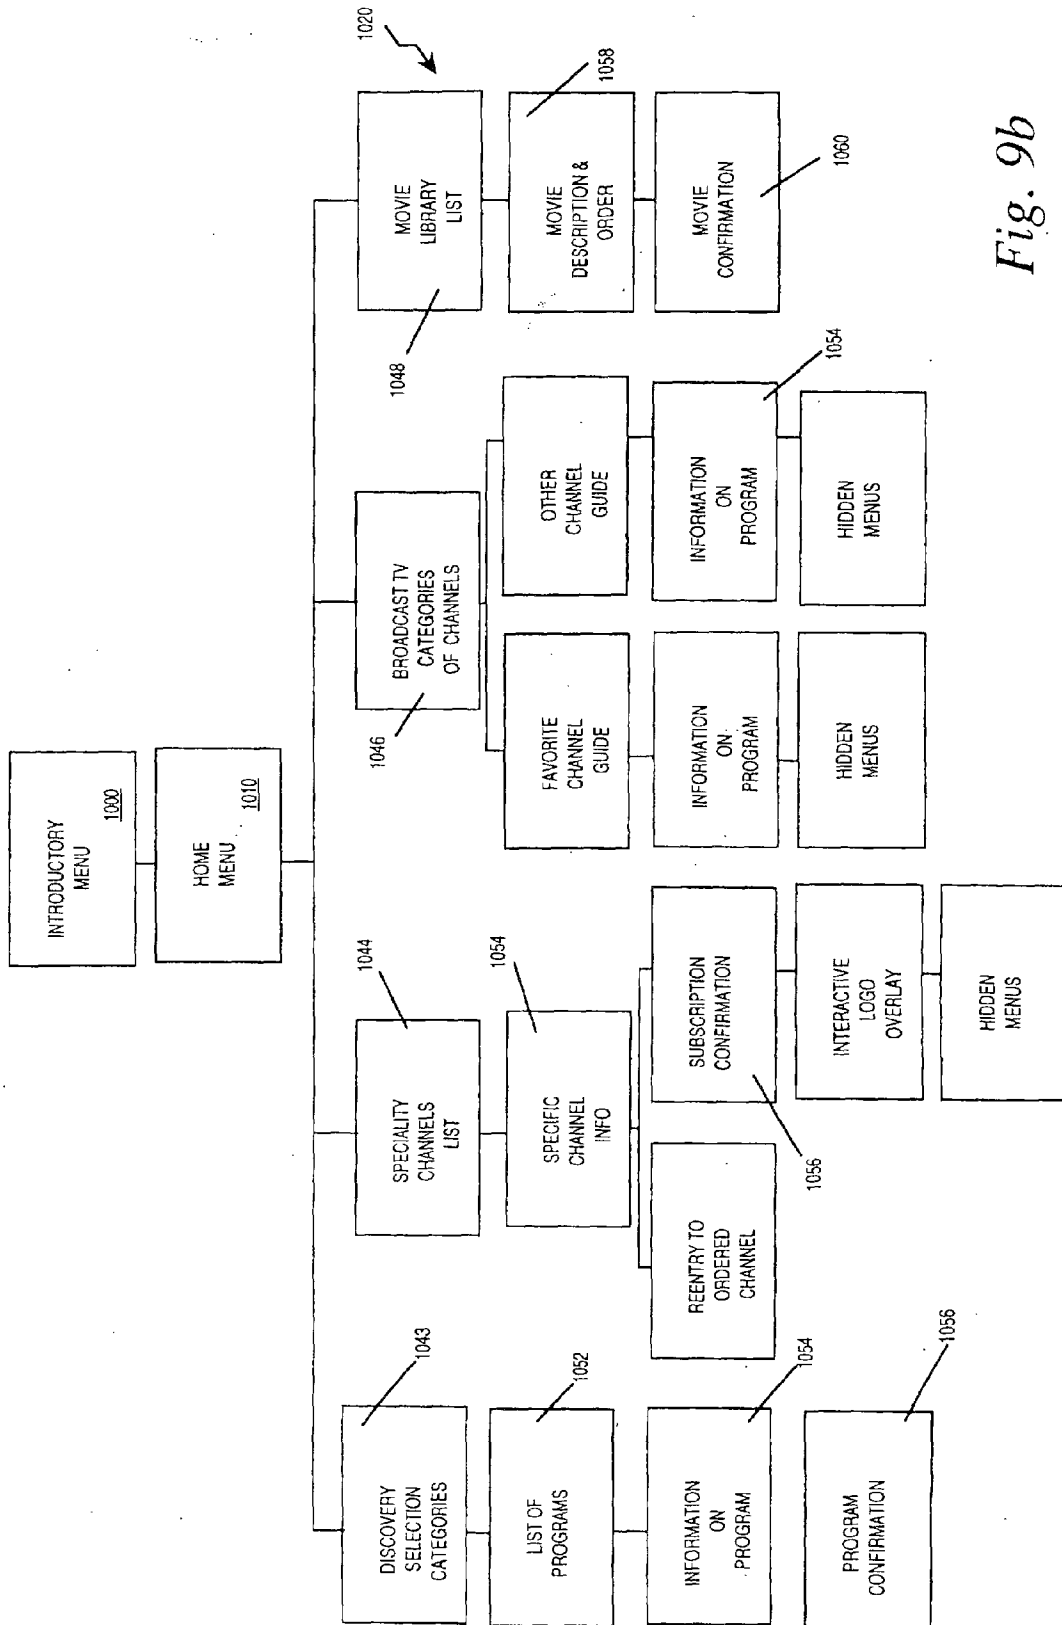 INTRODUCTORY
MENU
1000
HOME
MENU
1010
1020
DISCOVERY
SELECTION
CATEGORIES
1043
SPECIALITY
CHANNELS
LIST
1044
BROADCAST TV
CATEGORIES
OF CHANNELS
1046
MOVIE
LIBRARY
LIST
1048
LIST OF
PROGRAMS
1052
SPECIFIC
CHANNEL
INFO
1054
FAVORITE
CHANNEL
GUIDE
OTHER
CHANNEL
GUIDE
MOVIE
DESCRIPTION &
ORDER
1058
INFORMATION
ON
PROGRAM
1054
REENTRY TO
ORDERED
CHANNEL
SUBSCRIPTION
CONFIRMATION
1056
INFORMATION
ON
PROGRAM
INFORMATION
ON
PROGRAM
1054
MOVIE
CONFIRMATION
1060
PROGRAM
CONFIRMATION
1056
INTERACTIVE
LOGO
OVERLAY
HIDDEN
MENUS
HIDDEN
MENUS
HIDDEN
MENUS
Fig. 9b